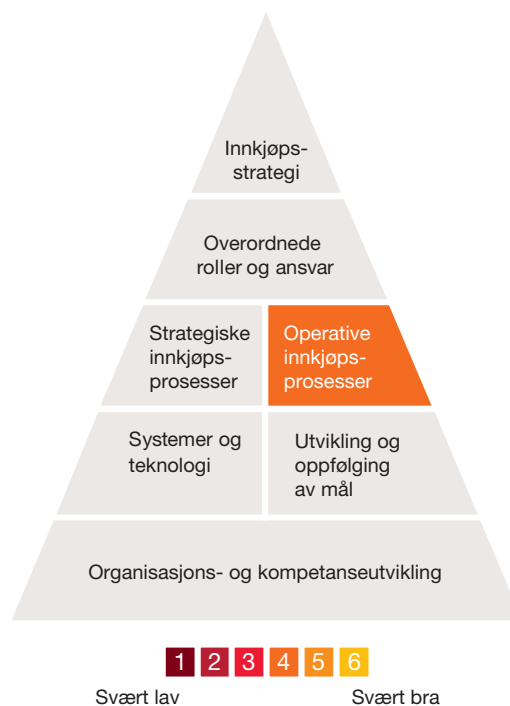 Innkjøps-
strategi
Overordnede
roller og ansvar
Strategiske
innkjøps-
prosesser
Operative
innkjøps-
prosesser
Systemer og
teknologi
Utvikling og
oppfølging
av mål
Organisasjons- og kompetanseutvikling
1 2 3 4 5 6
Svært lav Svært bra